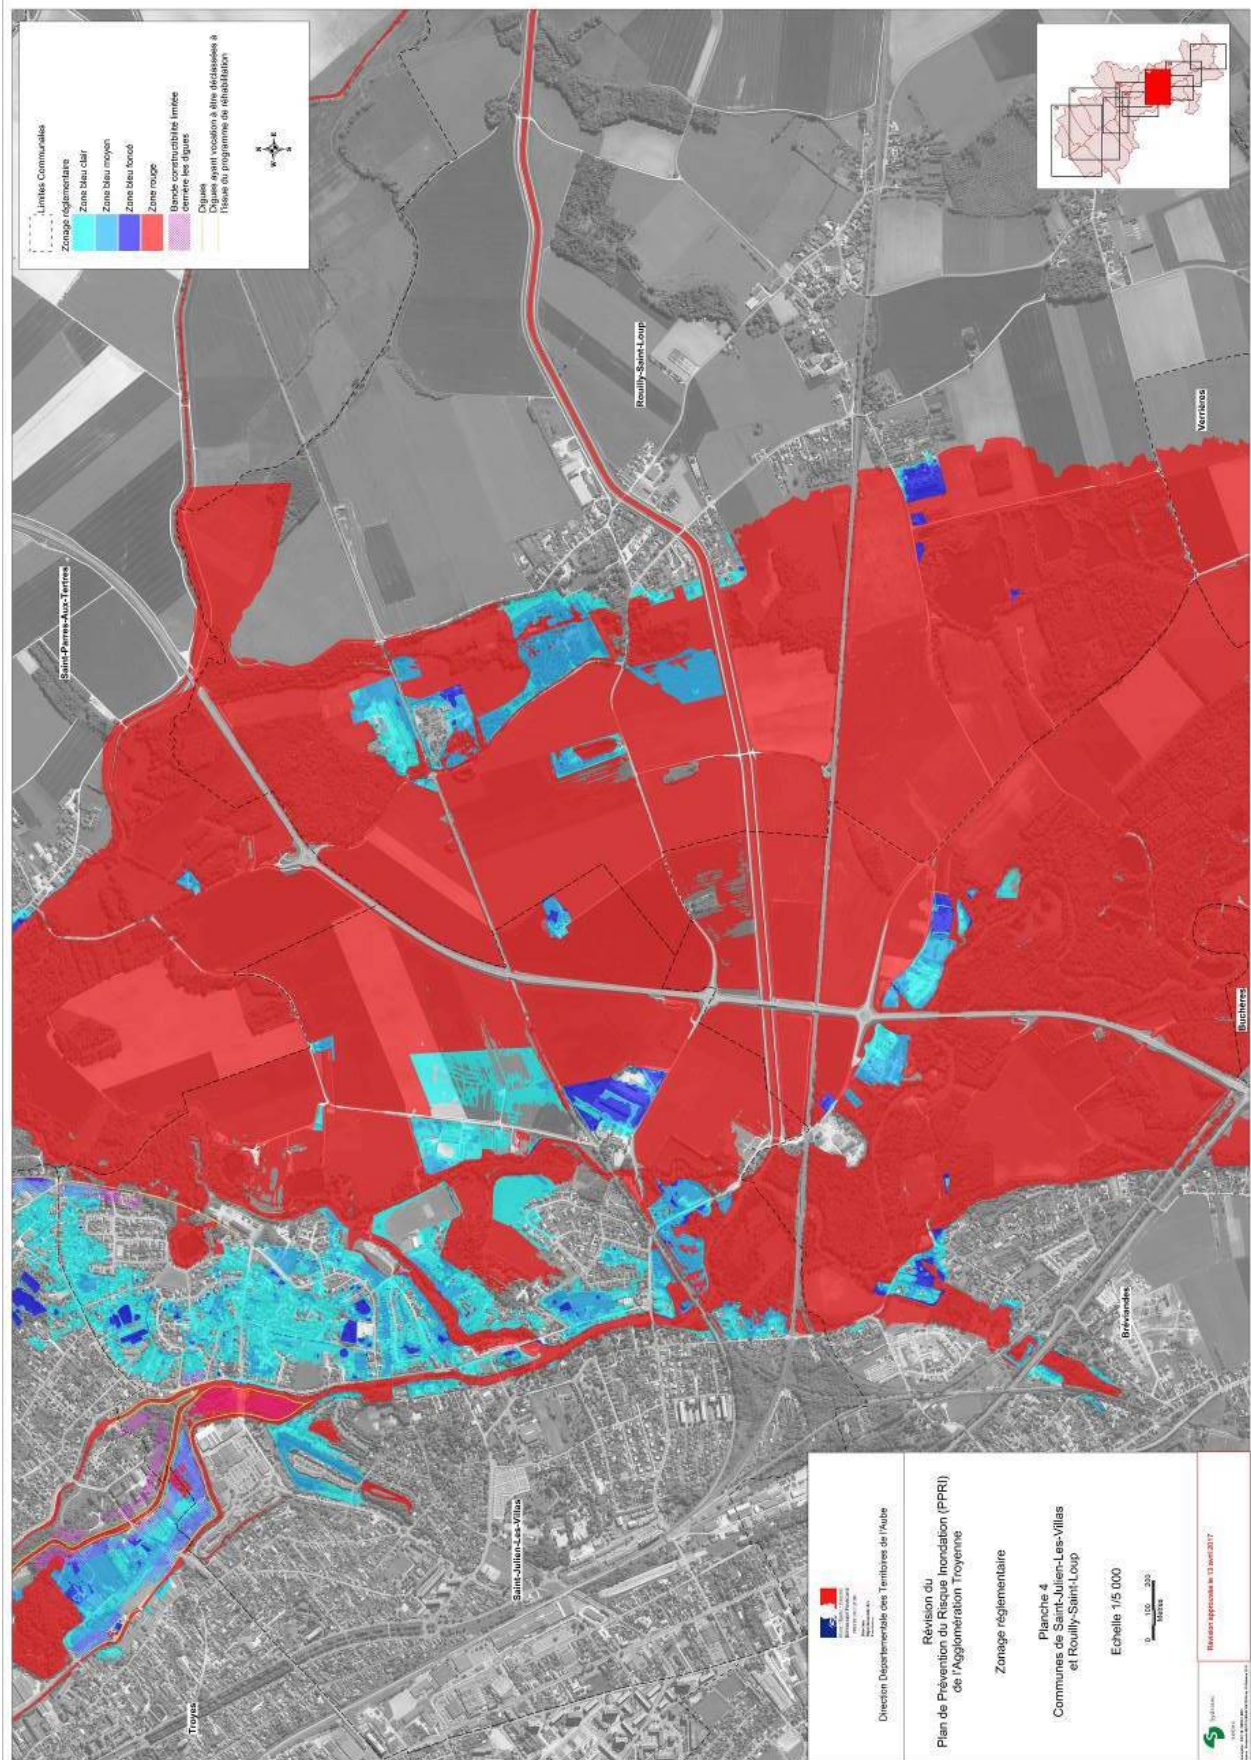 Limites Communales
Zonage réglementaire
Zone bleu clair
Zone bleu moyen
Zone bleu foncé
Zone rouge
Bande constructibilité limitée
derrière les digues
Digues
Digues ayant vocation à être déclassées à
l'issue du programme de réhabilitation
N
W
E
S
Saint-Parres-Aux-Tertres
Rouilly-Saint-Loup
Verrières
Buchères
Bréviandes
Saint-Julien-Les-Villas
Troyes
Direction Départementale des Territoires de l'Aube
Révision du
Plan de Prévention du Risque Inondation (PPRI)
de l'Agglomération Troyenne
Zonage réglementaire
Planche 4
Communes de Saint-Julien-Les-Villas
et Rouilly-Saint-Loup
Echelle 1/5 000
0 100 200
Mètres
Révision approuvée le 13 avril 2017